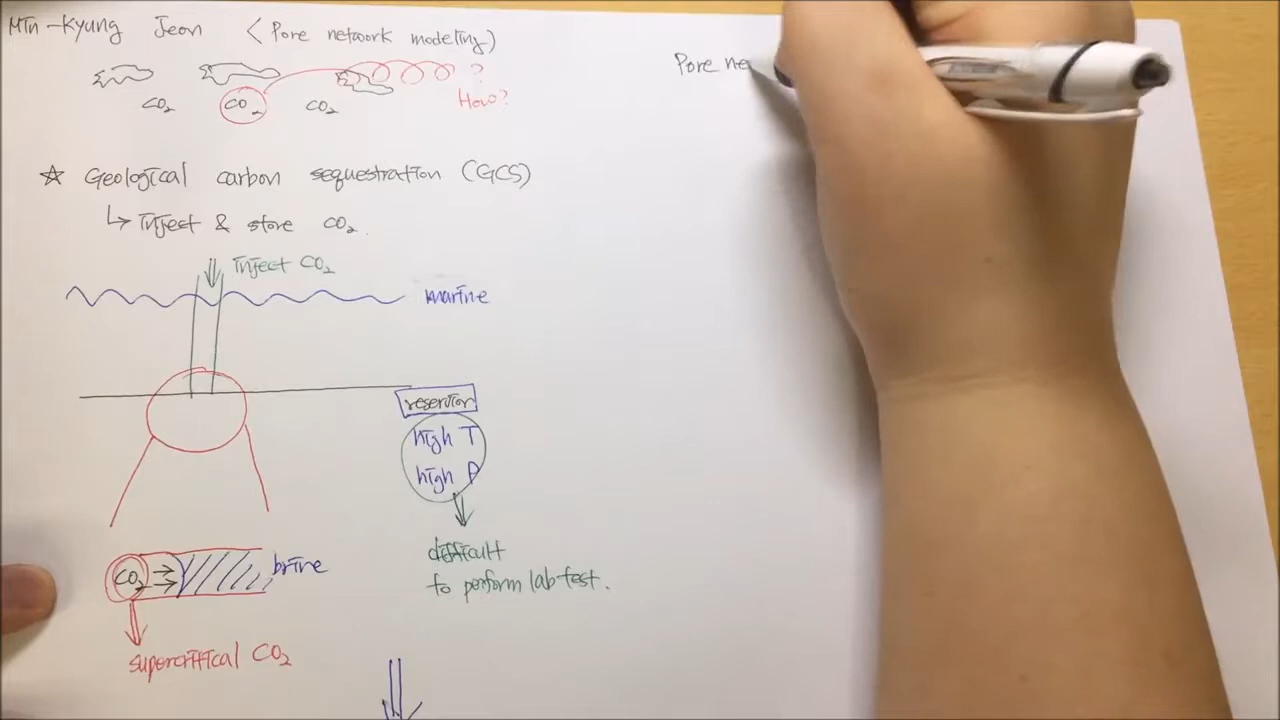 Min-Kyung Jeon < Pore network modeling)
CO2 CO2 CO2
?
How?
☆ Geological carbon sequestration (GCS)
↳ inject & store CO2.
inject CO2
marine
reservior
high T
high P
difficult
to perform lab test.
CO2
brine
supercritical CO2
Pore ne